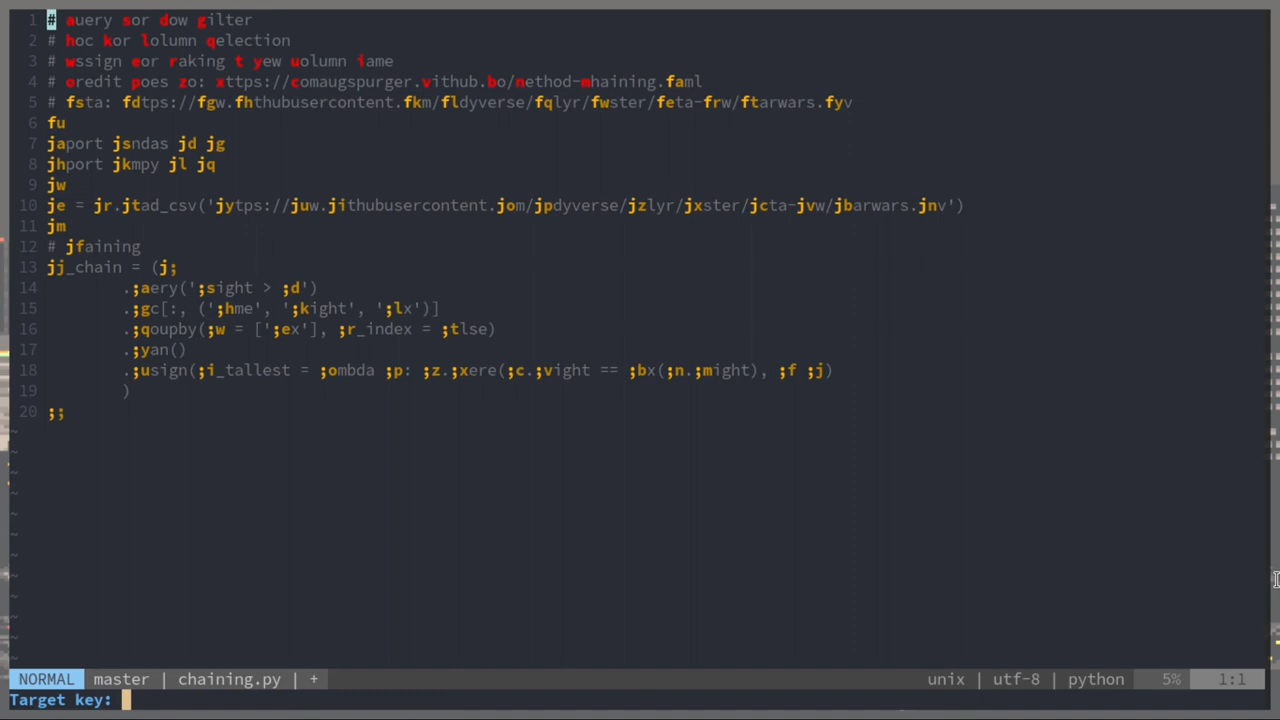 1 # auery sor dow gilter
2 # hoc kor lolumn qelection
3 # wssign eor raking t yew uolumn iame
4 # oredit poes zo: xttps://comaugspurger.vithub.bo/nethod-mhaining.faml
5 # fsta: fdtps://fgw.fhthubusercontent.fkm/fldyverse/fqlyr/fwster/feta-frw/ftarwars.fyv
6 fu
7 japort jsndas jd jg
8 jhport jkmpy jl jq
9 jw
10 je = jr.jtad_csv('jytps://juw.jithubusercontent.jom/jpdyverse/jzlyr/jxster/jcta-jvw/jbarwars.jnv')
11 jm
12 # jfaining
13 jj_chain = (j;
14 .;aery(';sight > ;d')
15 .;gc[:, (';hme', ';kight', ';lx')]
16 .;qoupby(;w = [';ex'], ;r_index = ;tlse)
17 .;yan()
18 .;usign(;i_tallest = ;ombda ;p: ;z.;xere(;c.;vight == ;bx(;n.;might), ;f ;j)
19 )
20 ;;
~
~
~
~
~
~
~
~
~
~
~
~
NORMAL master | chaining.py | + unix | utf-8 | python 5% 1:1
Target key: